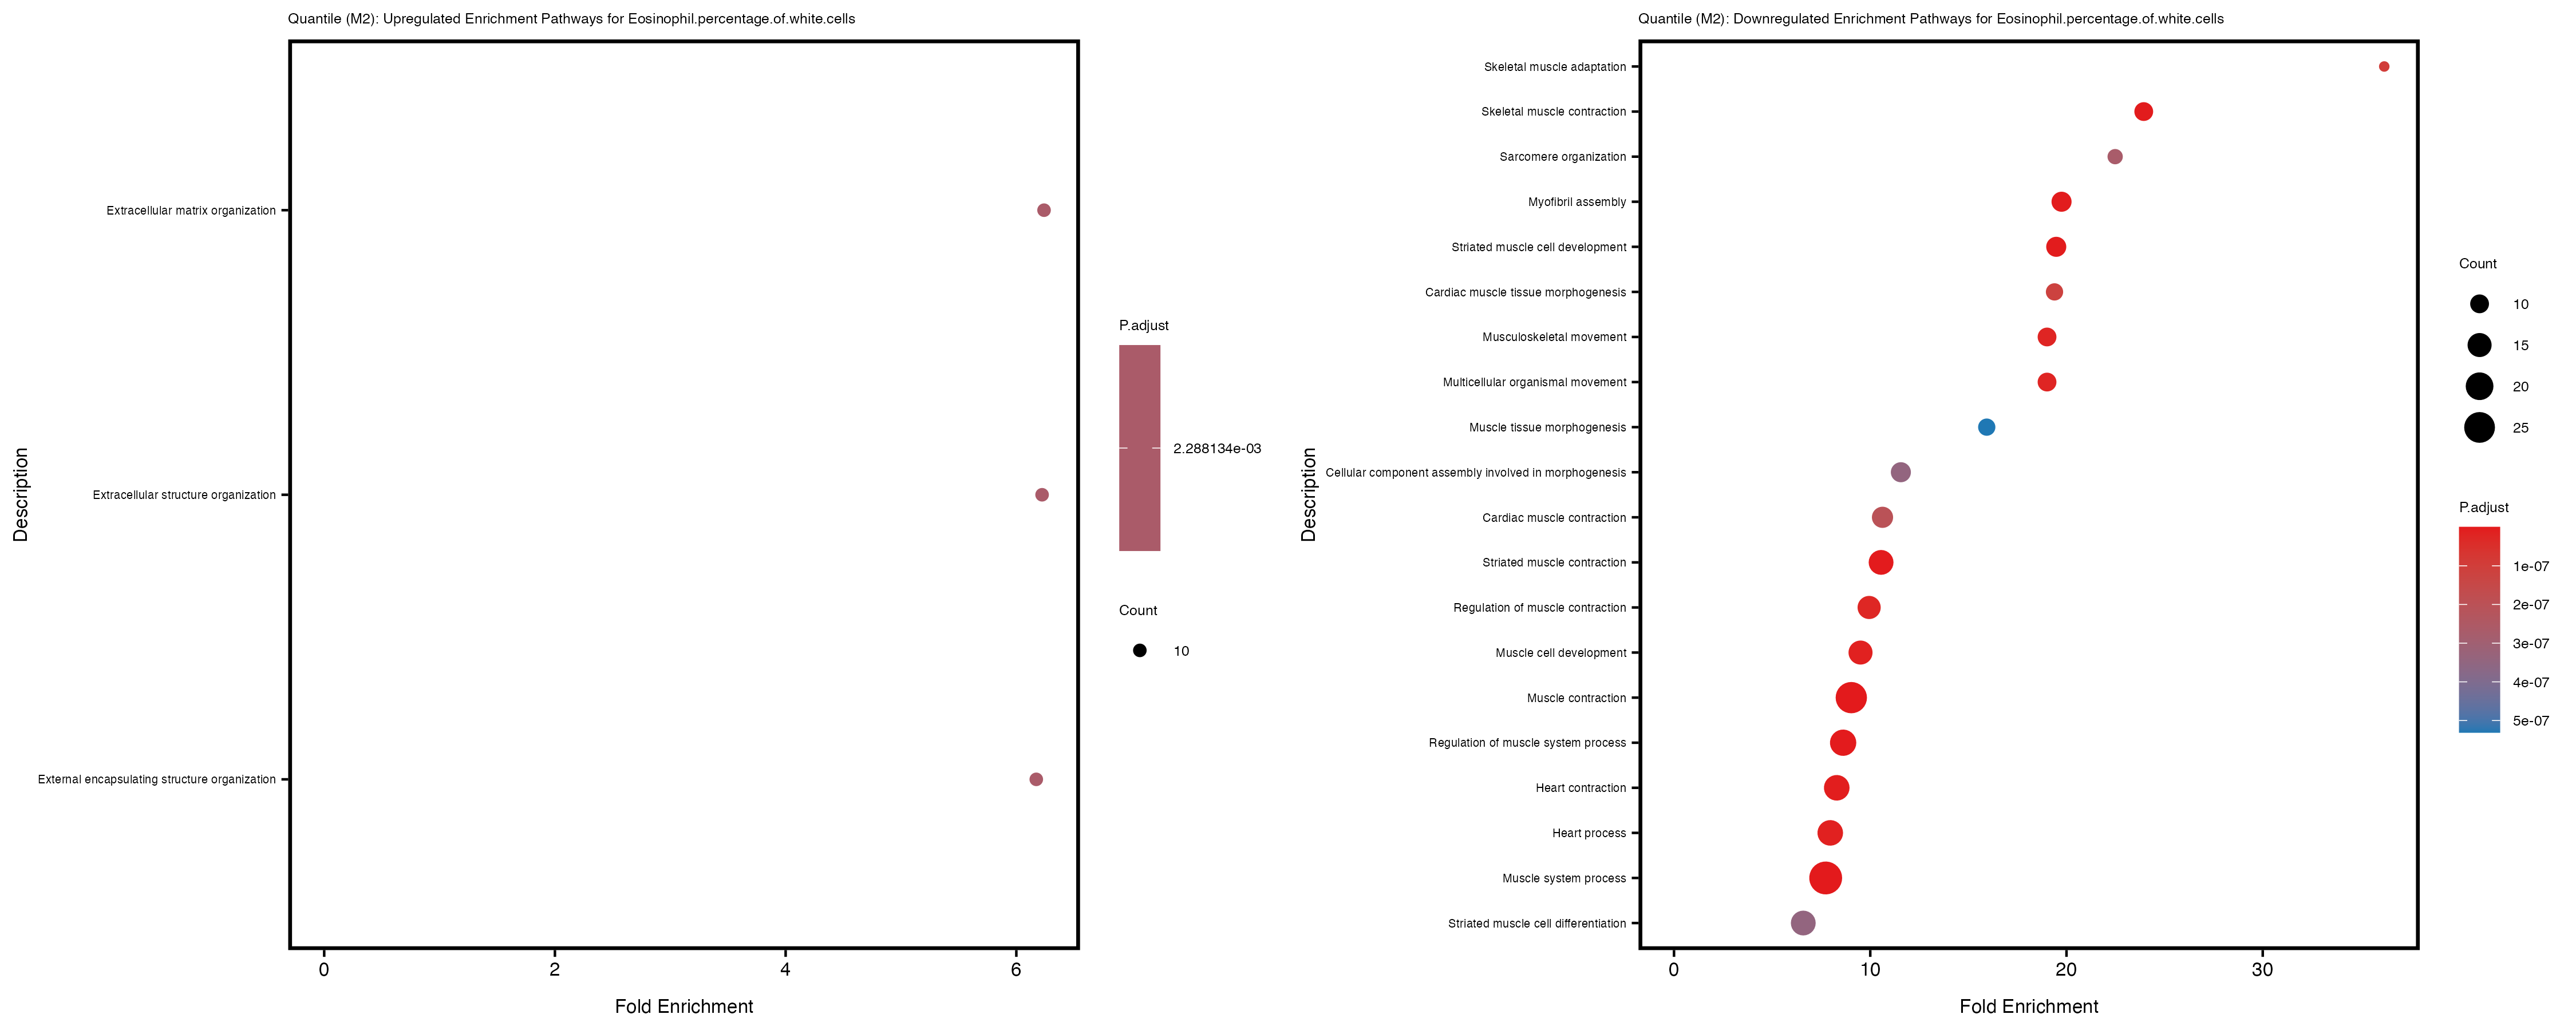 Quantile (M2): Upregulated Enrichment Pathways for Eosinophil.percentage.of.white.cells
Description
Extracellular matrix organization
Extracellular structure organization
External encapsulating structure organization
0
2
4
6
Fold Enrichment
P.adjust
2.288134e-03
Count
10
Quantile (M2): Downregulated Enrichment Pathways for Eosinophil.percentage.of.white.cells
Description
Skeletal muscle adaptation
Skeletal muscle contraction
Sarcomere organization
Myofibril assembly
Striated muscle cell development
Cardiac muscle tissue morphogenesis
Musculoskeletal movement
Multicellular organismal movement
Muscle tissue morphogenesis
Cellular component assembly involved in morphogenesis
Cardiac muscle contraction
Striated muscle contraction
Regulation of muscle contraction
Muscle cell development
Muscle contraction
Regulation of muscle system process
Heart contraction
Heart process
Muscle system process
Striated muscle cell differentiation
0
10
20
30
Fold Enrichment
Count
10
15
20
25
P.adjust
1e-07
2e-07
3e-07
4e-07
5e-07